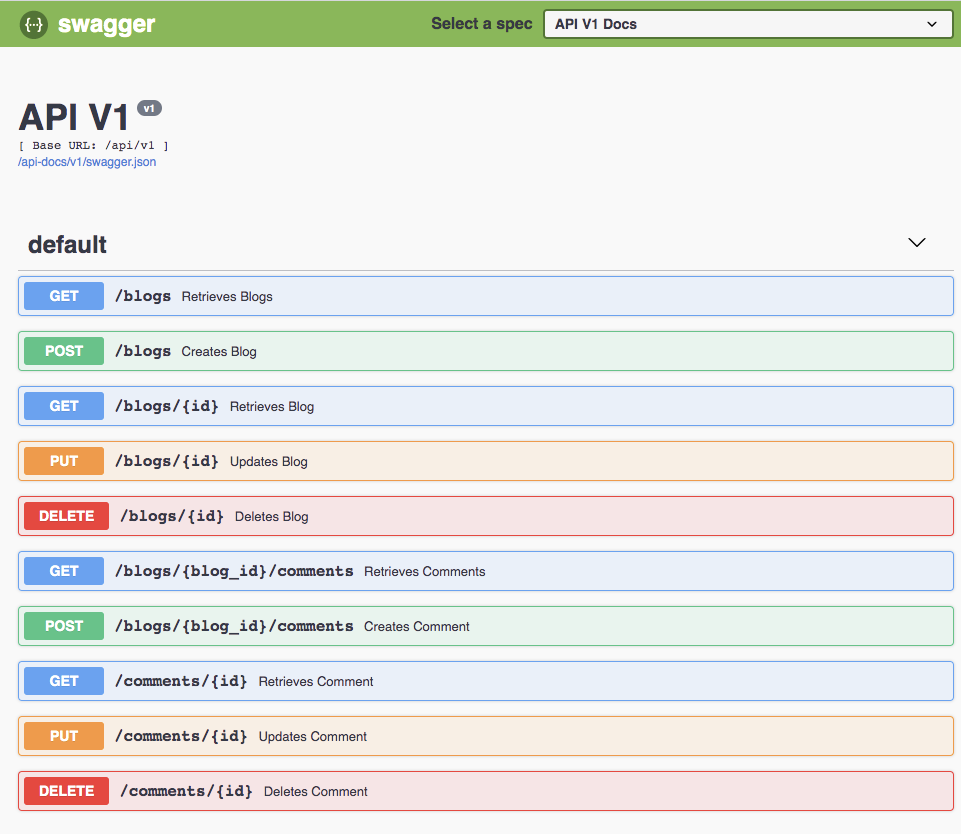 {··} swagger Select a spec API V1 Docs
API V1 v1
[ Base URL: /api/v1 ]
/api-docs/v1/swagger.json
default
GET /blogs Retrieves Blogs
POST /blogs Creates Blog
GET /blogs/{id} Retrieves Blog
PUT /blogs/{id} Updates Blog
DELETE /blogs/{id} Deletes Blog
GET /blogs/{blog_id}/comments Retrieves Comments
POST /blogs/{blog_id}/comments Creates Comment
GET /comments/{id} Retrieves Comment
PUT /comments/{id} Updates Comment
DELETE /comments/{id} Deletes Comment